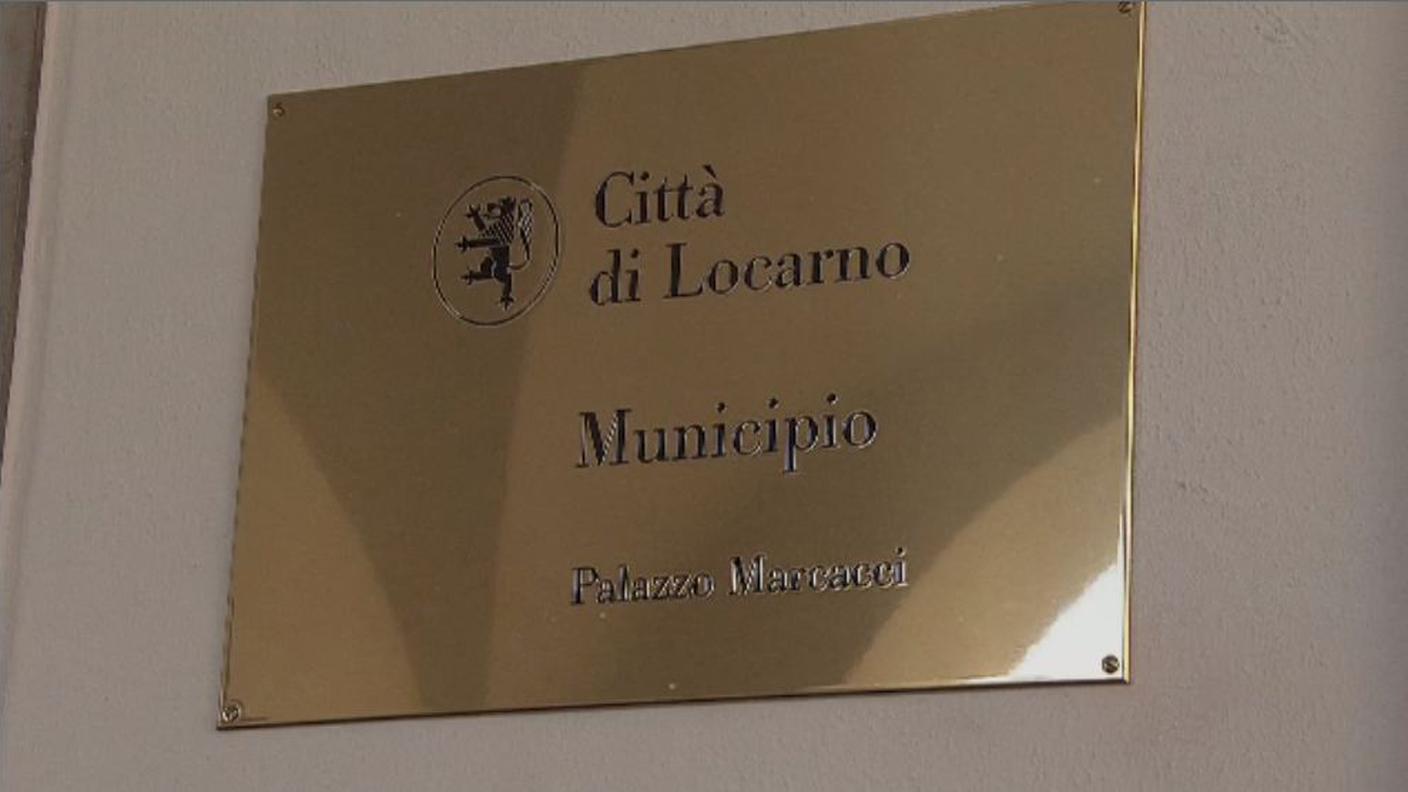 Città
di Locarno
Municipio
Palazzo Marcacci